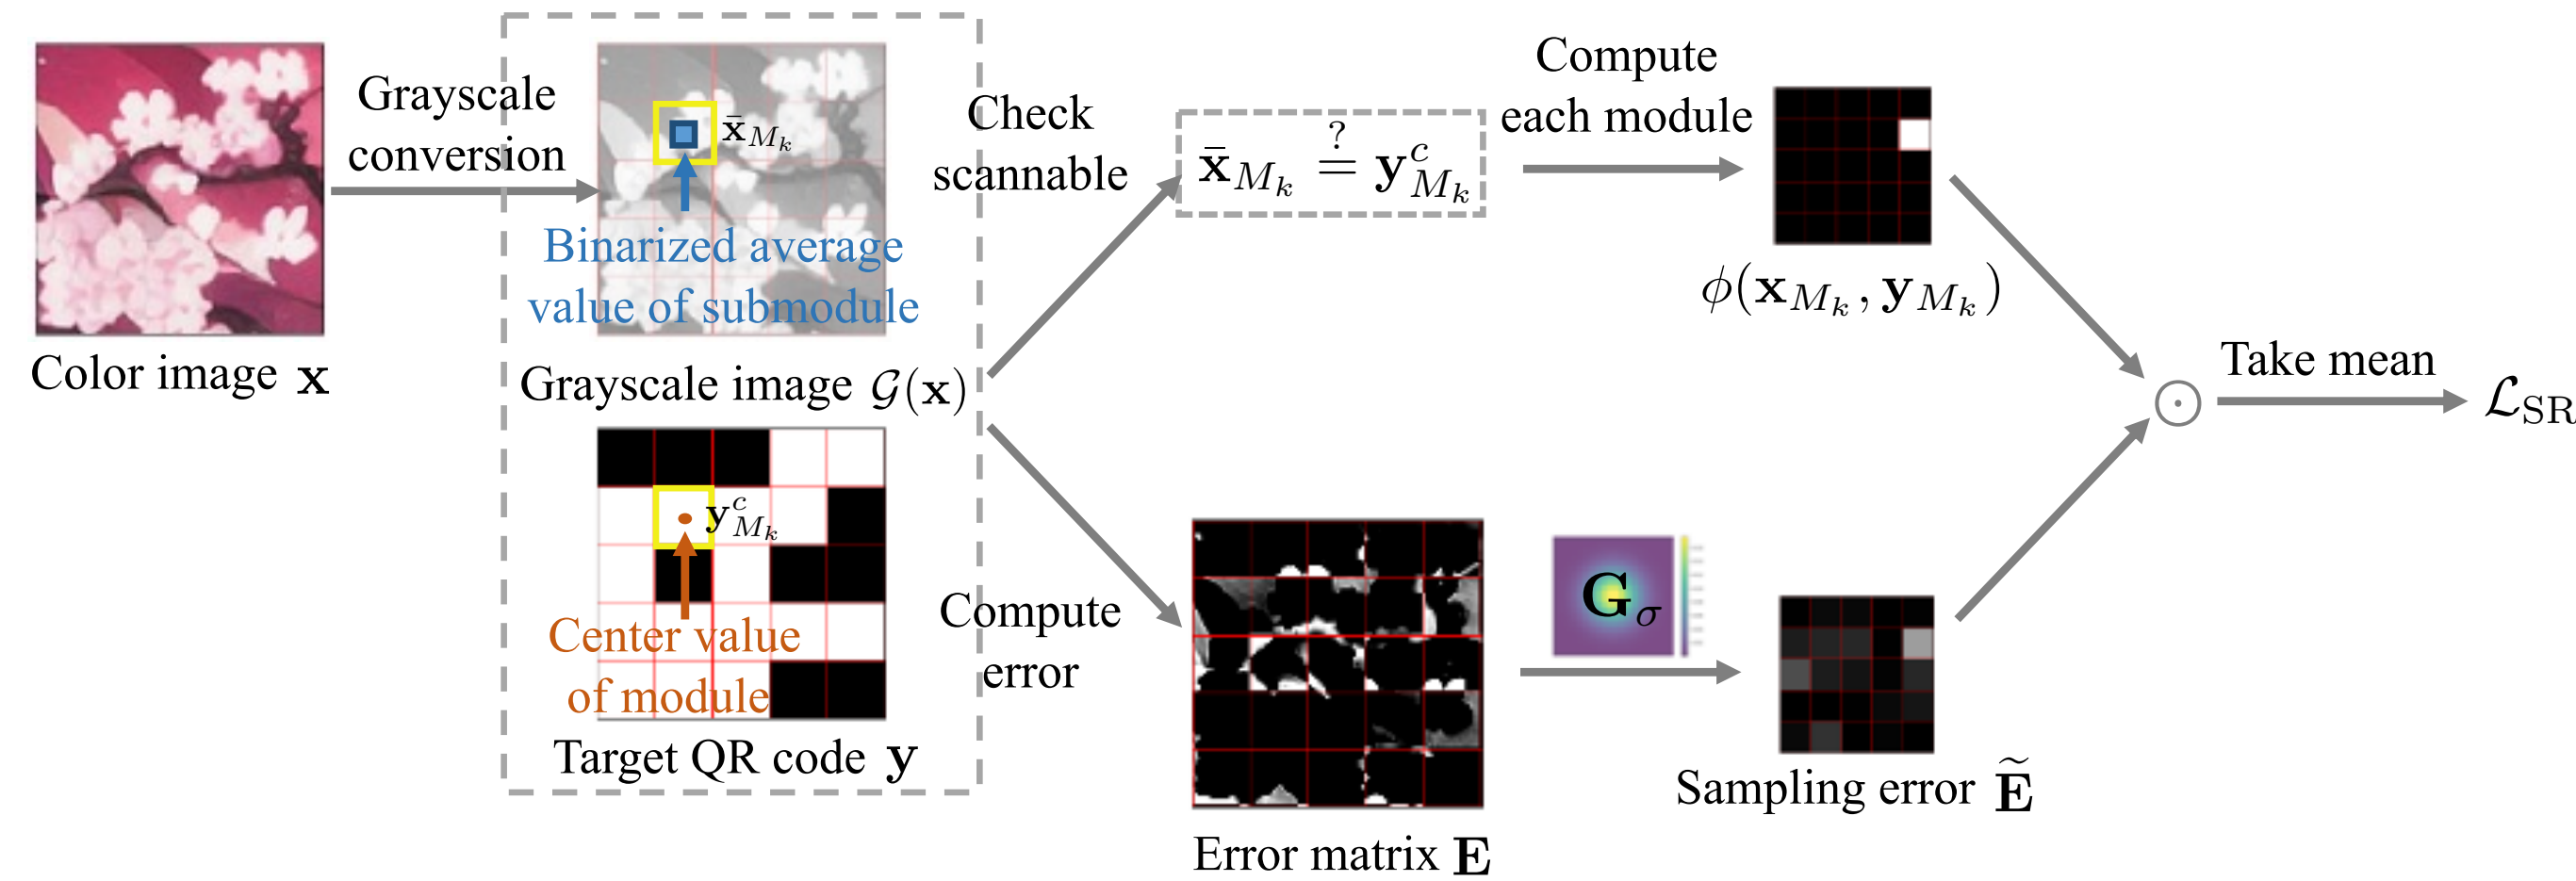 Grayscale
conversion
Color image x
x̄_{M_k}
Binarized average
value of submodule
Grayscale image 𝒢(x)
y^c_{M_k}
Center value
of module
Target QR code y
Check
scannable
x̄_{M_k} ≟ y^c_{M_k}
Compute
each module
ϕ(x_{M_k}, y_{M_k})
Compute
error
Error matrix E
G_σ
Sampling error Ẽ
⊙
Take mean
ℒ_SR